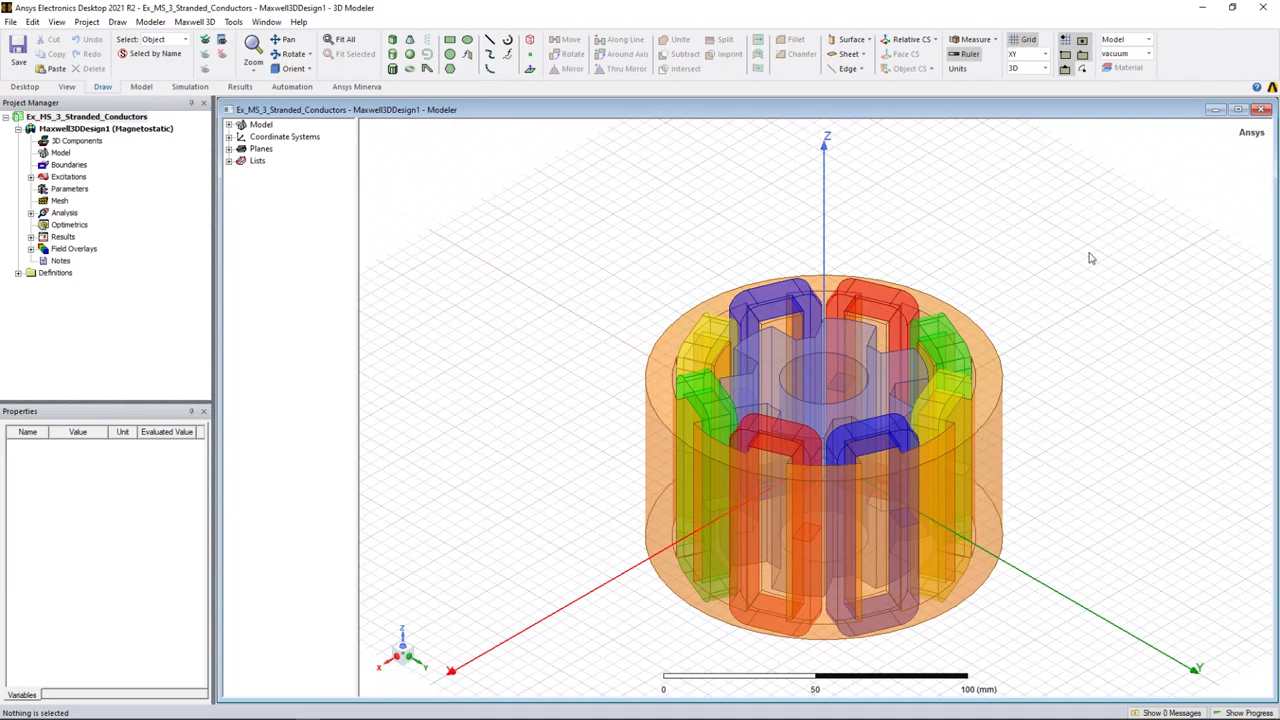 Ansys Electronics Desktop 2021 R2 - Ex_MS_3_Stranded_Conductors - Maxwell3DDesign1 - 3D Modeler
File Edit View Project Draw Modeler Maxwell 3D Tools Window Help
Save
Cut
Copy
Paste
Undo
Redo
Delete
Select: Object
Select by Name
Zoom
Pan
Rotate
Orient
Fit All
Fit Selected
Move
Rotate
Mirror
Along Line
Around Axis
Thru Mirror
Unite
Subtract
Intersect
Split
Imprint
Fillet
Chamfer
Surface
Sheet
Edge
Relative CS
Face CS
Object CS
Measure
Ruler
Units
Grid
XY
3D
Model
vacuum
Material
Desktop View Draw Model Simulation Results Automation Ansys Minerva
Project Manager
Ex_MS_3_Stranded_Conductors
Maxwell3DDesign1 (Magnetostatic)
3D Components
Model
Boundaries
Excitations
Parameters
Mesh
Analysis
Optimetrics
Results
Field Overlays
Notes
Definitions
Properties
Name Value Unit Evaluated Value
Variables
Ex_MS_3_Stranded_Conductors - Maxwell3DDesign1 - Modeler
Model
Coordinate Systems
Planes
Lists
Ansys
Z
X
Y
Z
X
Y
0 50 100 (mm)
Nothing is selected
Show 0 Messages
Show Progress